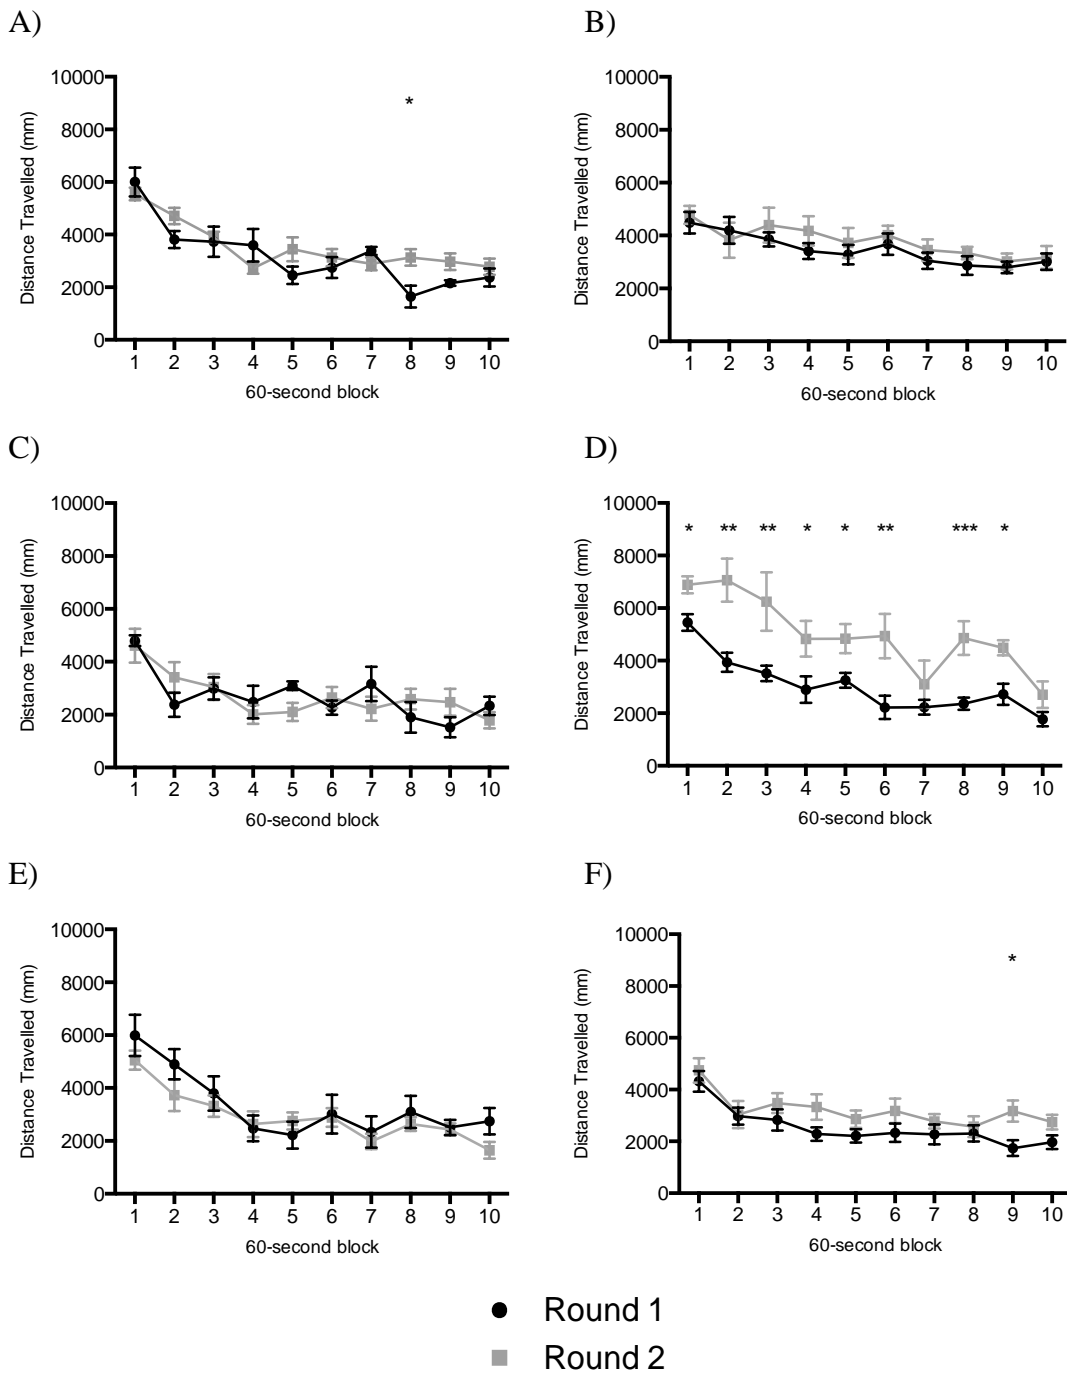 A)
B)
10000
8000
6000
4000
2000
0
Distance Travelled (mm)
*
1 2 3 4 5 6 7 8 9 10
60-second block
10000
8000
6000
4000
2000
0
Distance Travelled (mm)
1 2 3 4 5 6 7 8 9 10
60-second block
C)
D)
10000
8000
6000
4000
2000
0
Distance Travelled (mm)
1 2 3 4 5 6 7 8 9 10
60-second block
10000
8000
6000
4000
2000
0
Distance Travelled (mm)
* ** ** * * ** *** *
1 2 3 4 5 6 7 8 9 10
60-second block
E)
F)
10000
8000
6000
4000
2000
0
Distance Travelled (mm)
1 2 3 4 5 6 7 8 9 10
60-second block
10000
8000
6000
4000
2000
0
Distance Travelled (mm)
*
1 2 3 4 5 6 7 8 9 10
60-second block
Round 1
Round 2